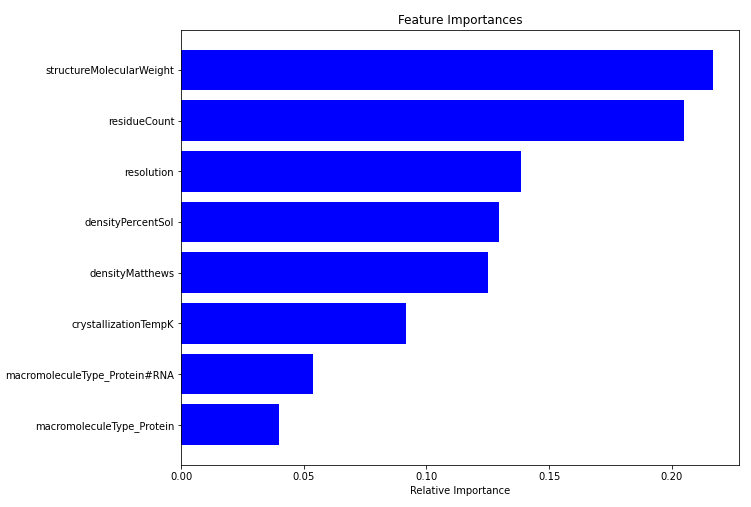 Feature Importances
structureMolecularWeight
residueCount
resolution
densityPercentSol
densityMatthews
crystallizationTempK
macromoleculeType_Protein#RNA
macromoleculeType_Protein
0.00 0.05 0.10 0.15 0.20
Relative Importance